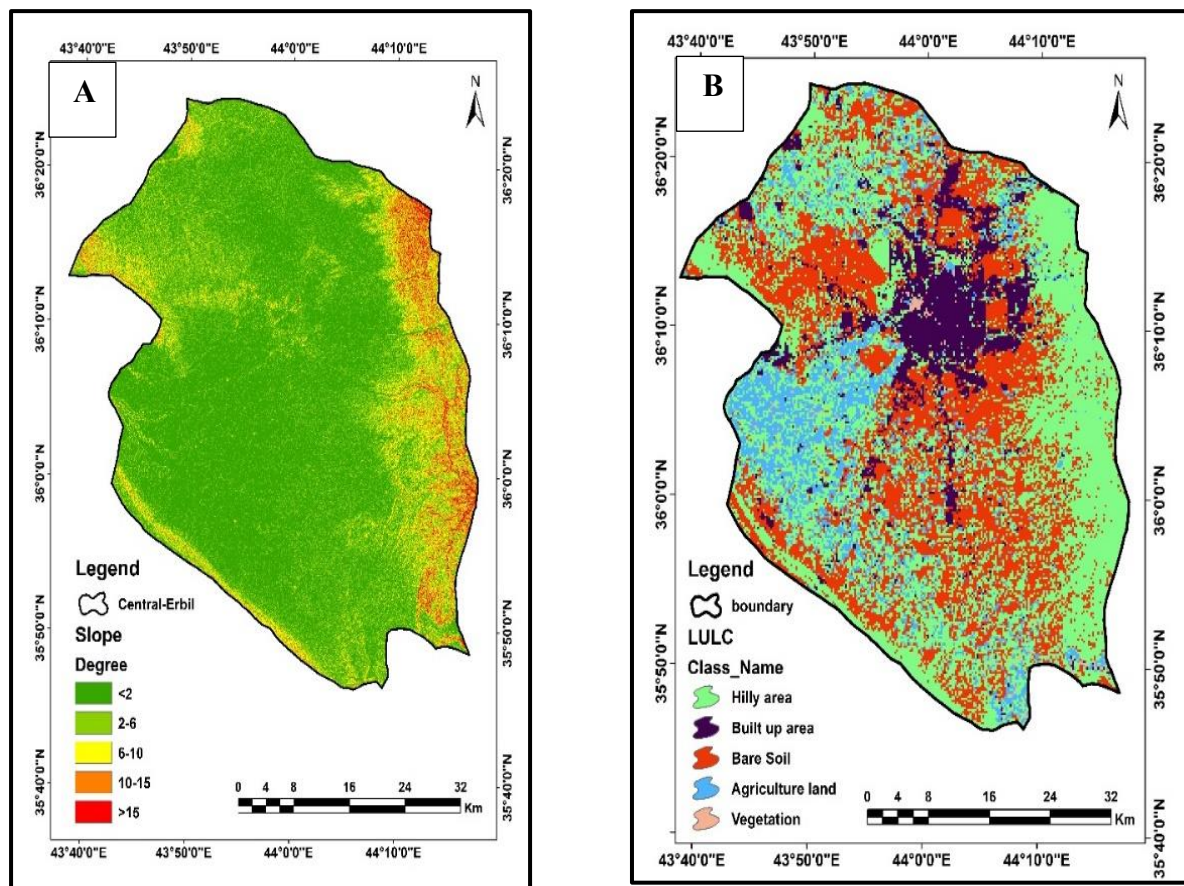 43°40'0"E 43°50'0"E 44°0'0"E 44°10'0"E
A
N
36°20'0"N 36°20'0"N
36°10'0"N 36°10'0"N
36°0'0"N 36°0'0"N
35°50'0"N 35°50'0"N
35°40'0"N 35°40'0"N
Legend
Central-Erbil
Slope
Degree
<2
2-6
6-10
10-15
>15
0 4 8 16 24 32
Km
43°40'0"E 43°50'0"E 44°0'0"E 44°10'0"E
43°40'0"E 43°50'0"E 44°0'0"E 44°10'0"E
B
N
36°20'0"N 36°20'0"N
36°10'0"N 36°10'0"N
36°0'0"N 36°0'0"N
35°50'0"N 35°50'0"N
35°40'0"N
Legend
boundary
LULC
Class_Name
Hilly area
Built up area
Bare Soil
Agriculture land
Vegetation
0 4 8 16 24 32
Km
43°40'0"E 43°50'0"E 44°0'0"E 44°10'0"E